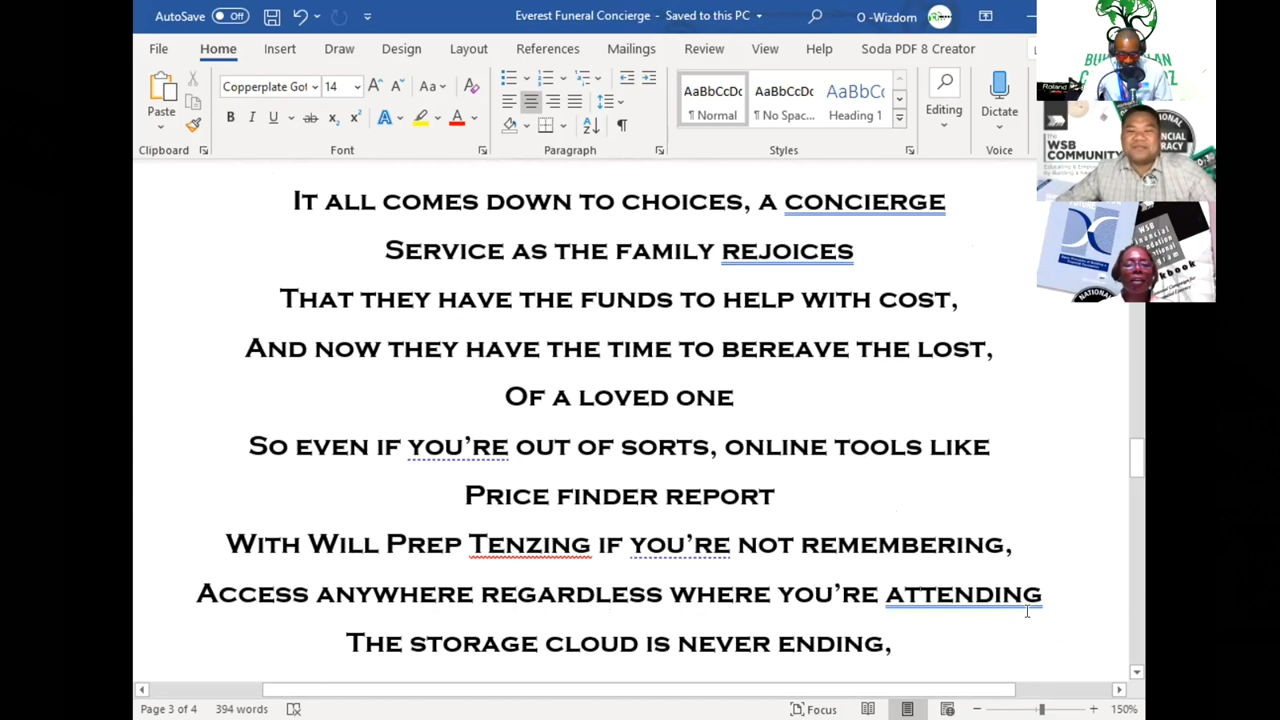 AutoSave Off Everest Funeral Concierge - Saved to this PC O -Wizdom
File Home Insert Draw Design Layout References Mailings Review View Help Soda PDF 8 Creator
Paste Copperplate Got 14 Aa AaBbCcDc AaBbCcDc AaBbCc Editing Dictate
Normal No Spac... Heading 1
Clipboard Font Paragraph Styles Voice
It all comes down to choices, a concierge
Service as the family rejoices
That they have the funds to help with cost,
And now they have the time to bereave the lost,
Of a loved one
So even if you’re out of sorts, online tools like
Price finder report
With Will Prep Tenzing if you’re not remembering,
Access anywhere regardless where you’re attending
The storage cloud is never ending,
Page 3 of 4 394 words Focus 150%
Roland
the
WSB
COMMUNITY
WSB